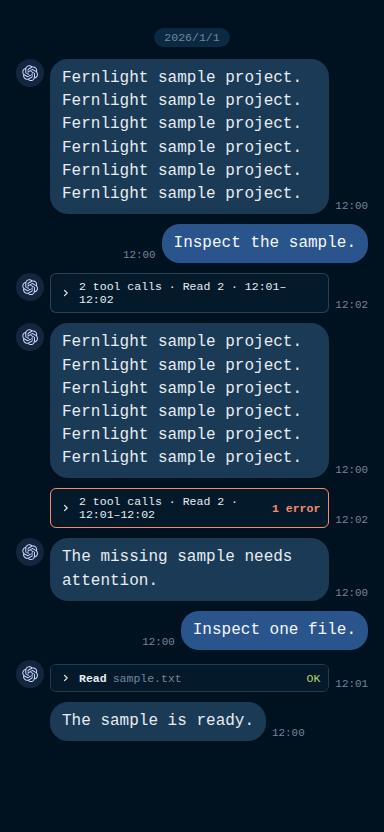 2026/1/1
Fernlight sample project.
Fernlight sample project.
Fernlight sample project.
Fernlight sample project.
Fernlight sample project.
Fernlight sample project.
12:00
Inspect the sample.
12:00
2 tool calls · Read 2 · 12:01–
12:02
12:02
Fernlight sample project.
Fernlight sample project.
Fernlight sample project.
Fernlight sample project.
Fernlight sample project.
Fernlight sample project.
12:00
2 tool calls · Read 2 ·
12:01–12:02
1 error
12:02
The missing sample needs
attention.
12:00
Inspect one file.
12:00
Read sample.txt OK
12:01
The sample is ready.
12:00